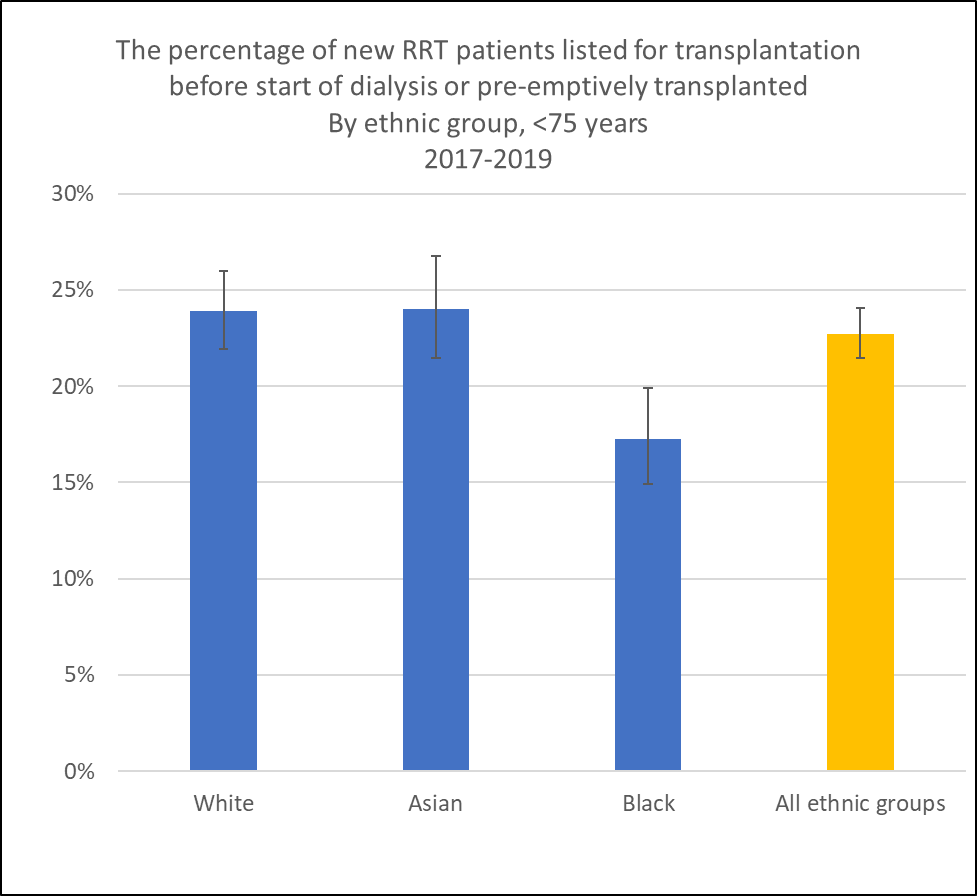 The percentage of new RRT patients listed for transplantation
before start of dialysis or pre-emptively transplanted
By ethnic group, <75 years
2017-2019
30%
25%
20%
15%
10%
5%
0%
White Asian Black All ethnic groups